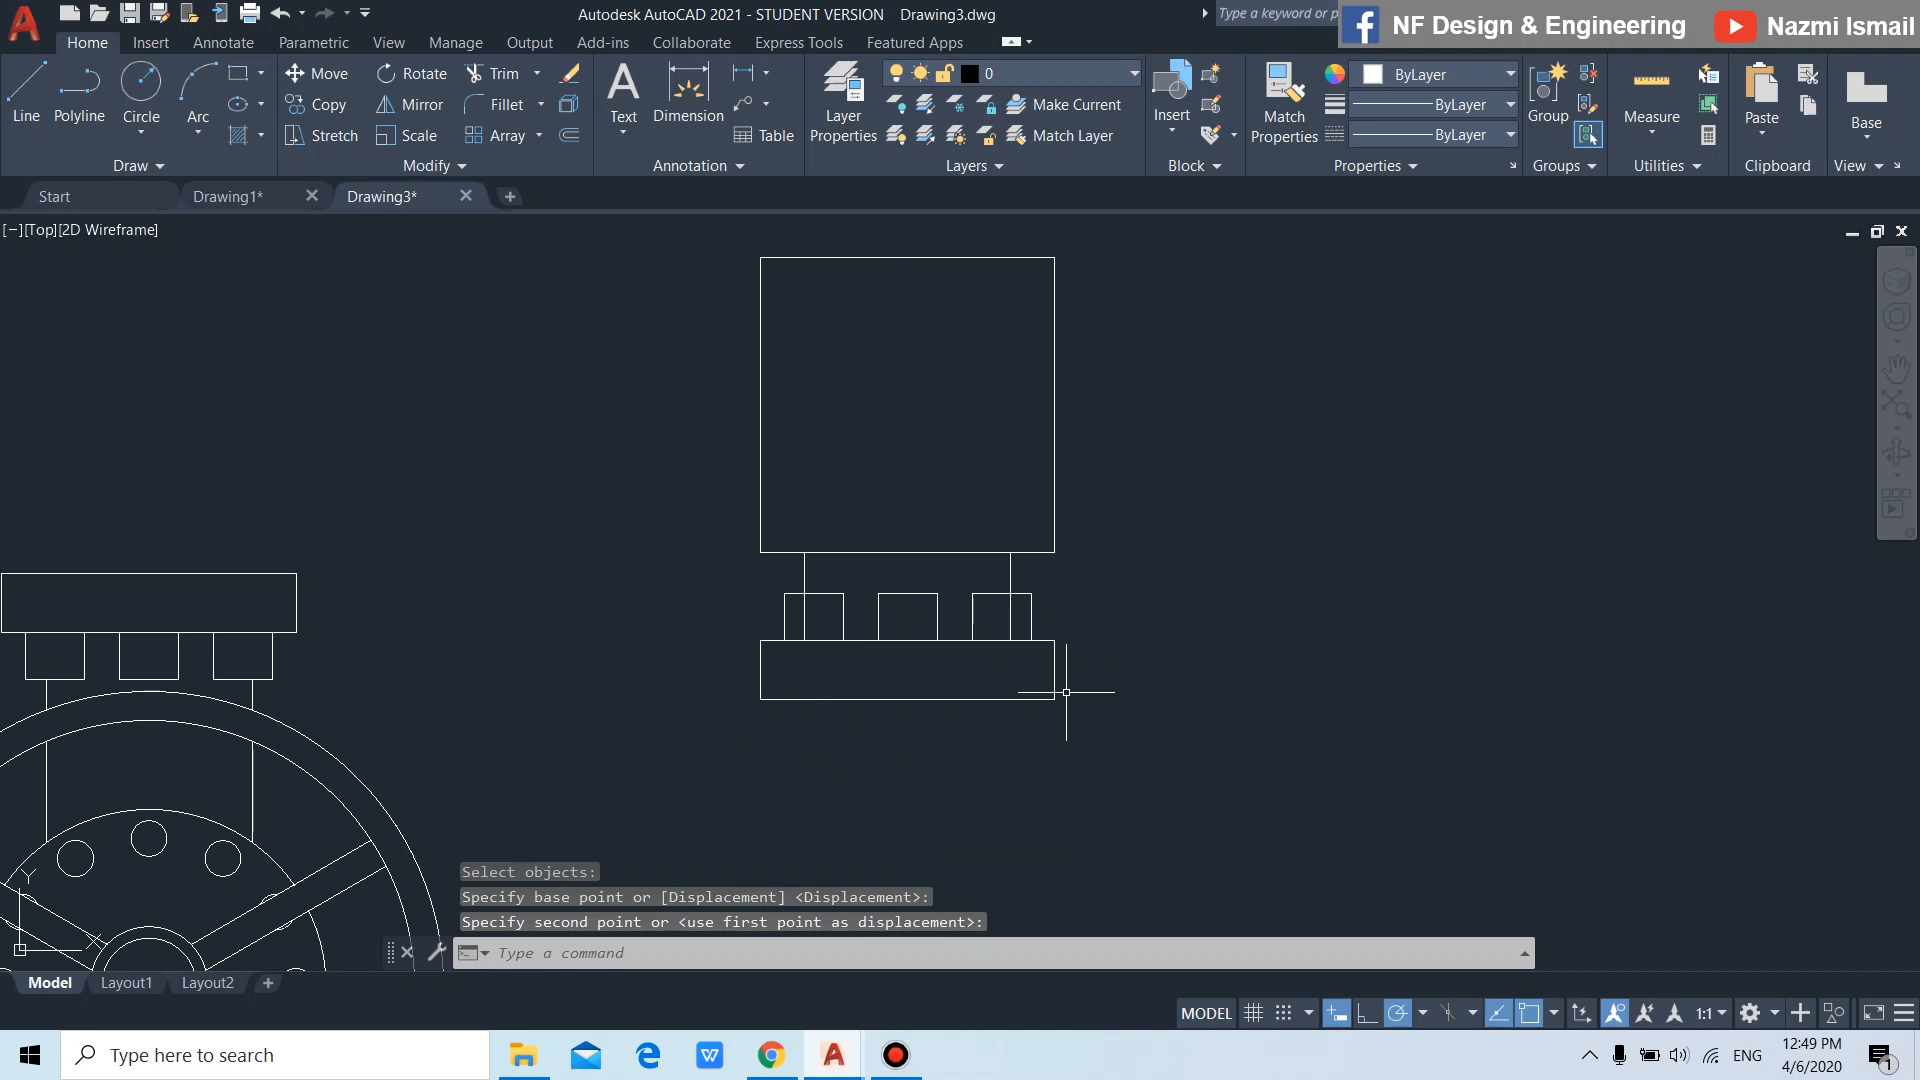 Autodesk AutoCAD 2021 - STUDENT VERSION Drawing3.dwg
Type a keyword or p
NF Design & Engineering
Nazmi Ismail
Home Insert Annotate Parametric View Manage Output Add-ins Collaborate Express Tools Featured Apps
Line Polyline Circle Arc
Move Rotate Trim
Copy Mirror Fillet
Stretch Scale Array
Text Dimension Table
Layer Properties
0
Make Current
Match Layer
Insert
Match Properties
ByLayer
ByLayer
ByLayer
Group
Measure
Paste
Base
Draw Modify Annotation Layers Block Properties Groups Utilities Clipboard View
Start Drawing1* Drawing3*
[−][Top][2D Wireframe]
Y
X
Select objects:
Specify base point or [Displacement] <Displacement>:
Specify second point or <use first point as displacement>:
Type a command
Model Layout1 Layout2
MODEL 1:1
Type here to search
ENG
12:49 PM
4/6/2020
1